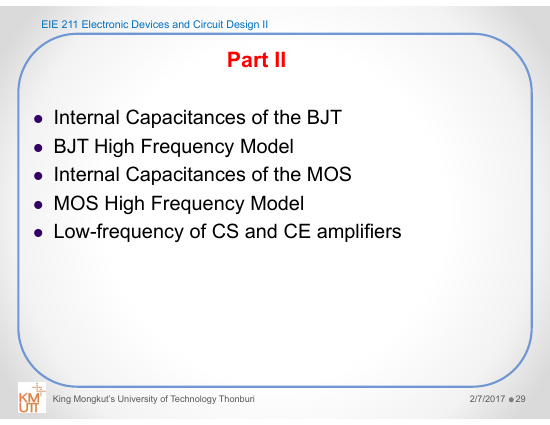 EIE 211 Electronic Devices and Circuit Design II
Part II
● Internal Capacitances of the BJT
● BJT High Frequency Model
● Internal Capacitances of the MOS
● MOS High Frequency Model
● Low-frequency of CS and CE amplifiers
KM
UTT
King Mongkut's University of Technology Thonburi
2/7/2017 ● 29